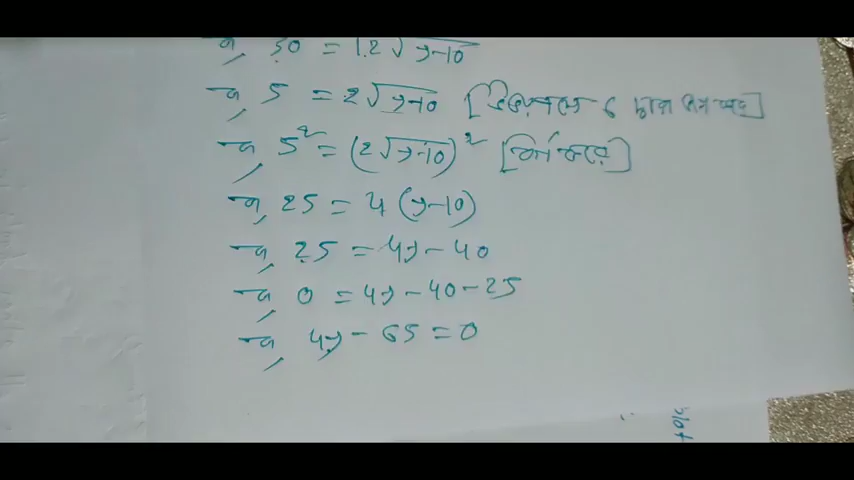 বা, 30 = 12√y-10
বা, 5 = 2√y-10 [উভয়পক্ষে 6 দ্বারা ভাগ করে]
বা, 5² = (2√y-10)² [বর্গ করে]
বা, 25 = 4 (y-10)
বা, 25 = 4y - 40
বা, 0 = 4y - 40 - 25
বা, 4y - 65 = 0